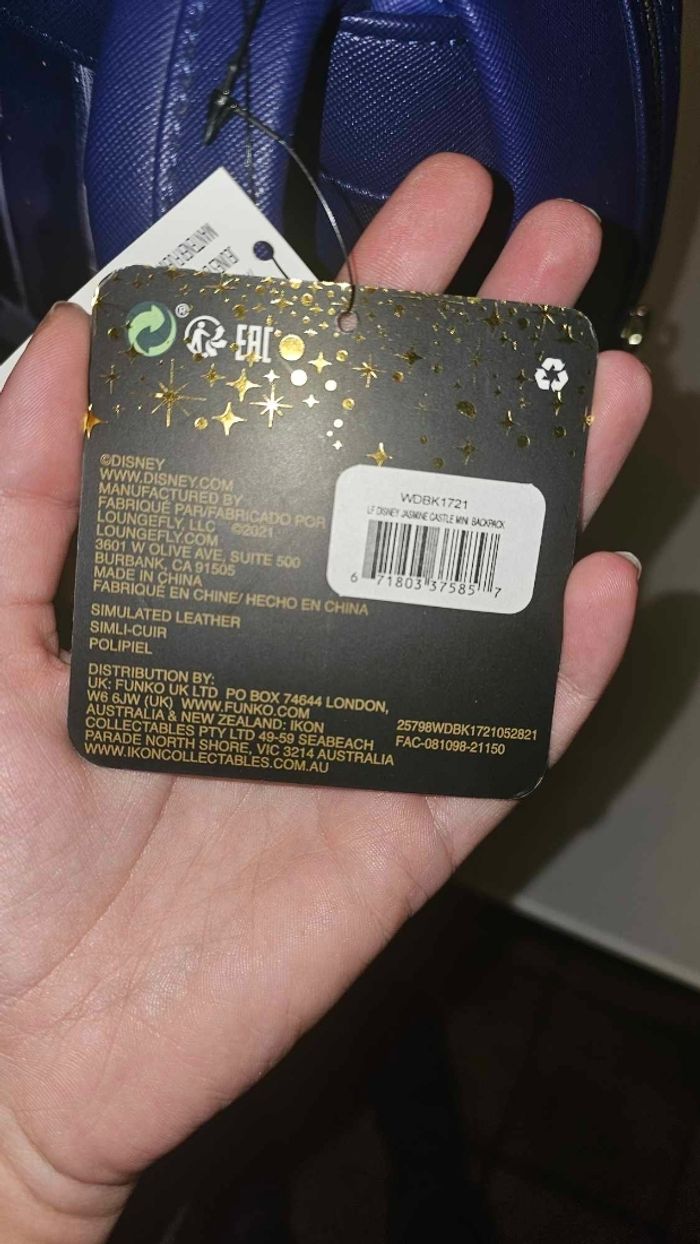 EAC
©DISNEY
WWW.DISNEY.COM
MANUFACTURED BY
FABRIQUÉ PAR/FABRICADO POR
LOUNGEFLY, LLC ©2021
LOUNGEFLY.COM
3601 W OLIVE AVE, SUITE 500
BURBANK, CA 91505
MADE IN CHINA
FABRIQUÉ EN CHINE/ HECHO EN CHINA
SIMULATED LEATHER
SIMLI-CUIR
POLIPIEL
WDBK1721
LF DISNEY JASMINE CASTLE MINI BACKPACK
6 71803 37585 7
DISTRIBUTION BY:
UK: FUNKO UK LTD PO BOX 74644 LONDON,
W6 6JW (UK) WWW.FUNKO.COM
AUSTRALIA & NEW ZEALAND: IKON
COLLECTABLES PTY LTD 49-59 SEABEACH
PARADE NORTH SHORE, VIC 3214 AUSTRALIA
WWW.IKONCOLLECTABLES.COM.AU
25798WDBK1721052821
FAC-081098-21150